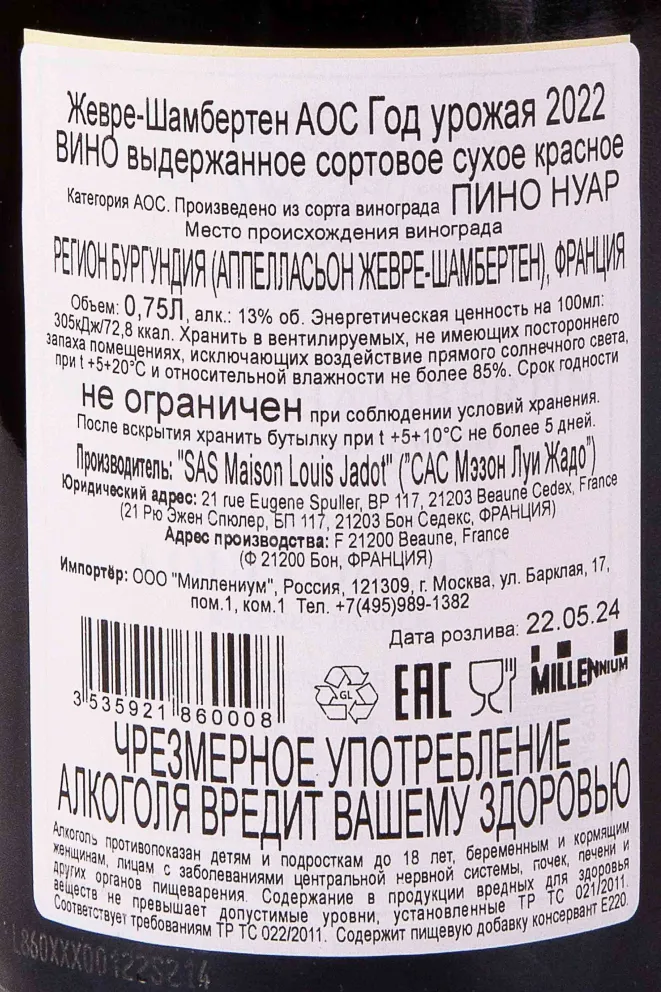 Жевре-Шамбертен АОС Год урожая 2022
ВИНО выдержанное сортовое сухое красное
Категория АОС. Произведено из сорта винограда ПИНО НУАР
Место происхождения винограда
РЕГИОН БУРГУНДИЯ (АППЕЛЛАСЬОН ЖЕВРЕ-ШАМБЕРТЕН), ФРАНЦИЯ
Объем: 0,75Л, алк.: 13% об. Энергетическая ценность на 100мл:
305кДж/72,8 ккал. Хранить в вентилируемых, не имеющих постороннего
запаха помещениях, исключающих воздействие прямого солнечного света,
при t +5+20°С и относительной влажности не более 85%. Срок годности
не ограничен при соблюдении условий хранения.
После вскрытия хранить бутылку при t +5+10°С не более 5 дней.
Производитель: "SAS Maison Louis Jadot" ("САС Мэзон Луи Жадо")
Юридический адрес: 21 rue Eugene Spuller, BP 117, 21203 Beaune Cedex, France
(21 Рю Эжен Спюлер, БП 117, 21203 Бон Седекс, ФРАНЦИЯ)
Адрес производства: F 21200 Beaune, France
(Ф 21200 Бон, ФРАНЦИЯ)
Импортёр: ООО "Миллениум", Россия, 121309, г. Москва, ул. Барклая, 17,
пом.1, ком.1 Тел. +7(495)989-1382
Дата розлива: 22.05.24
3 535921 860008
GL
EAC
MILLENNIUM
ЧРЕЗМЕРНОЕ УПОТРЕБЛЕНИЕ
АЛКОГОЛЯ ВРЕДИТ ВАШЕМУ ЗДОРОВЬЮ
Алкоголь противопоказан детям и подросткам до 18 лет, беременным и кормящим
женщинам, лицам с заболеваниями центральной нервной системы, почек, печени и
других органов пищеварения. Содержание в продукции вредных для здоровья
веществ не превышает допустимые уровни, установленные ТР ТС 021/2011.
Соответствует требованиям ТР ТС 022/2011. Содержит пищевую добавку консервант Е220.
L860XXX00122S2 14